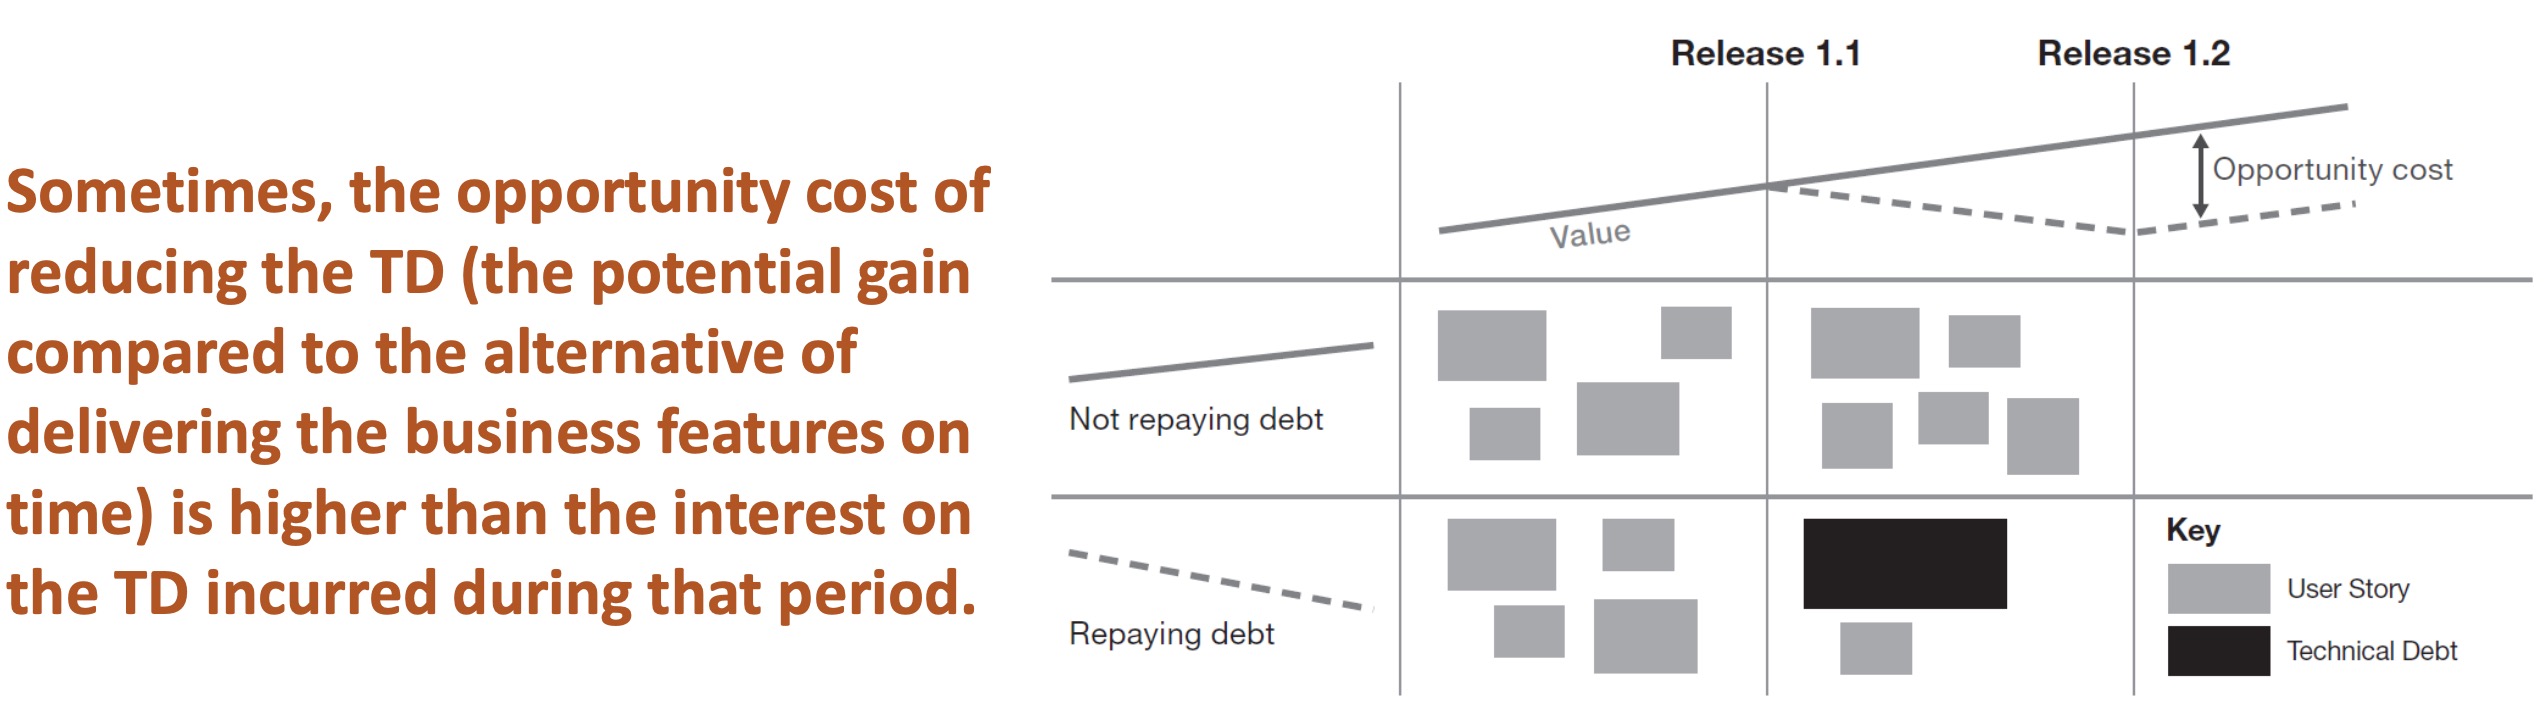 Sometimes, the opportunity cost of
reducing the TD (the potential gain
compared to the alternative of
delivering the business features on
time) is higher than the interest on
the TD incurred during that period.
Release 1.1
Release 1.2
Value
Opportunity cost
Not repaying debt
Repaying debt
Key
User Story
Technical Debt